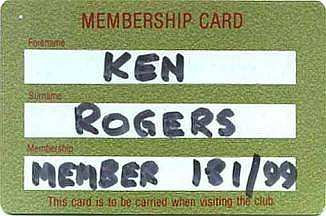 MEMBERSHIP CARD
Forename
KEN
Surname
ROGERS
Membership
MEMBER 181/99
This card is to be carried when visiting the club